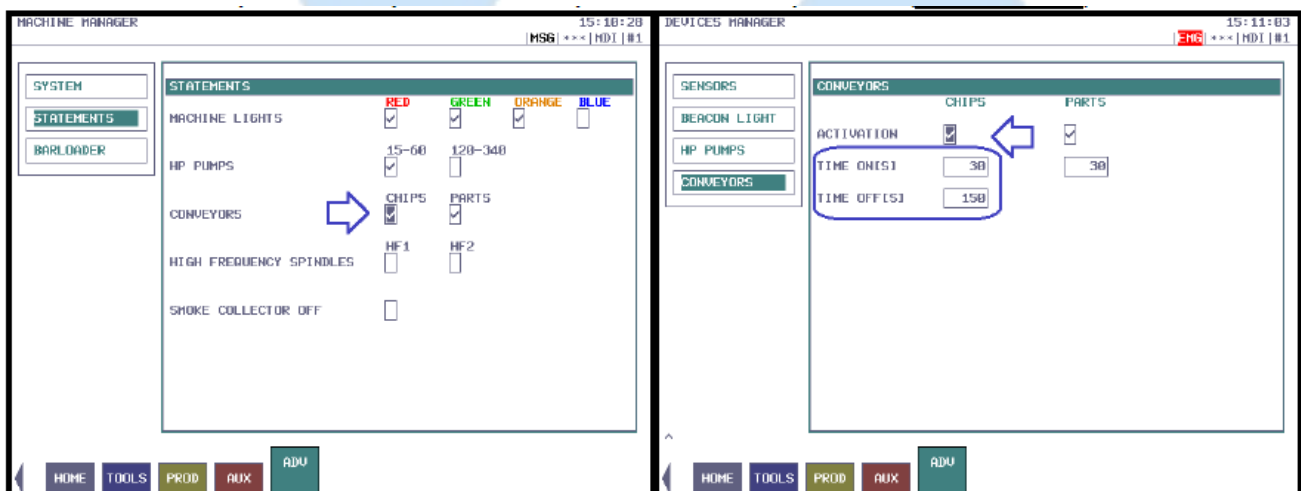 MACHINE MANAGER
15:10:28
MSG| *** |MDI |#1
SYSTEM
STATEMENTS
BARLOADER
STATEMENTS
RED GREEN ORANGE BLUE
MACHINE LIGHTS
15-60 120-340
HP PUMPS
CHIPS PARTS
CONVEYORS
HF1 HF2
HIGH FREQUENCY SPINDLES
SMOKE COLLECTOR OFF
HOME TOOLS PROD AUX ADV
DEVICES MANAGER
15:11:03
EMG| *** |MDI |#1
SENSORS
BEACON LIGHT
HP PUMPS
CONVEYORS
CONVEYORS
CHIPS PARTS
ACTIVATION
TIME ON[S] 30 30
TIME OFF[S] 150
HOME TOOLS PROD AUX ADV